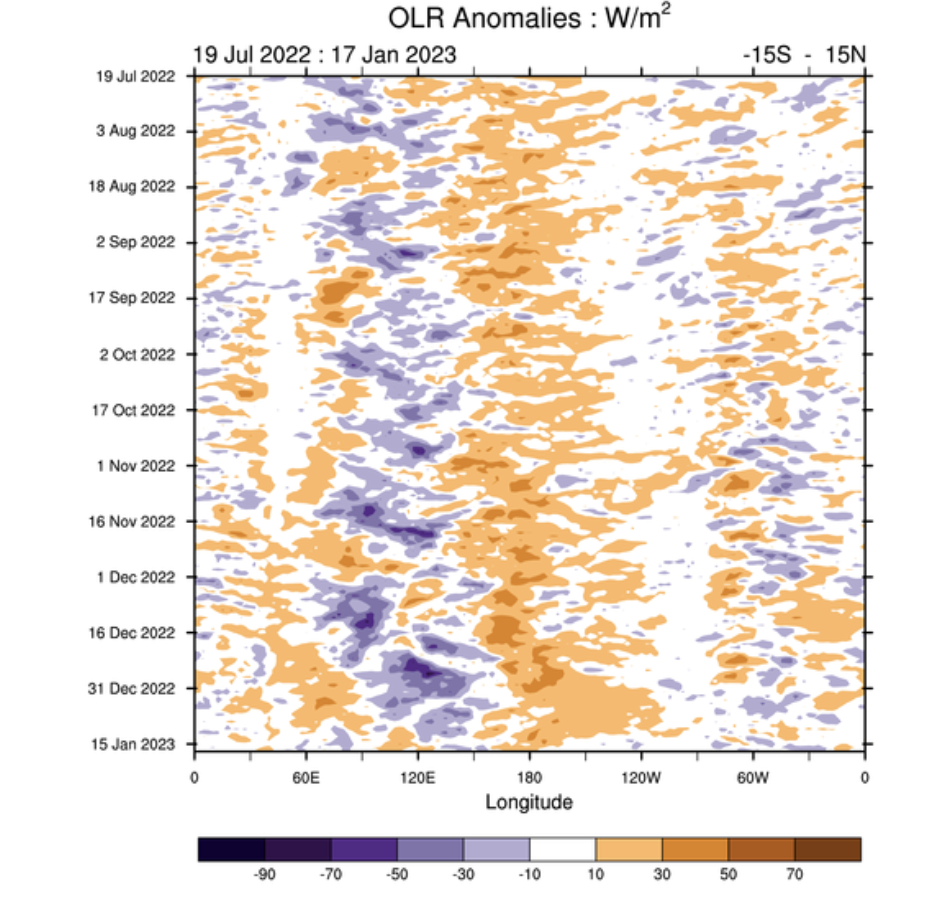 OLR Anomalies : W/m²
19 Jul 2022 : 17 Jan 2023 -15S - 15N
19 Jul 2022
3 Aug 2022
18 Aug 2022
2 Sep 2022
17 Sep 2022
2 Oct 2022
17 Oct 2022
1 Nov 2022
16 Nov 2022
1 Dec 2022
16 Dec 2022
31 Dec 2022
15 Jan 2023
0 60E 120E 180 120W 60W 0
Longitude
-90 -70 -50 -30 -10 10 30 50 70